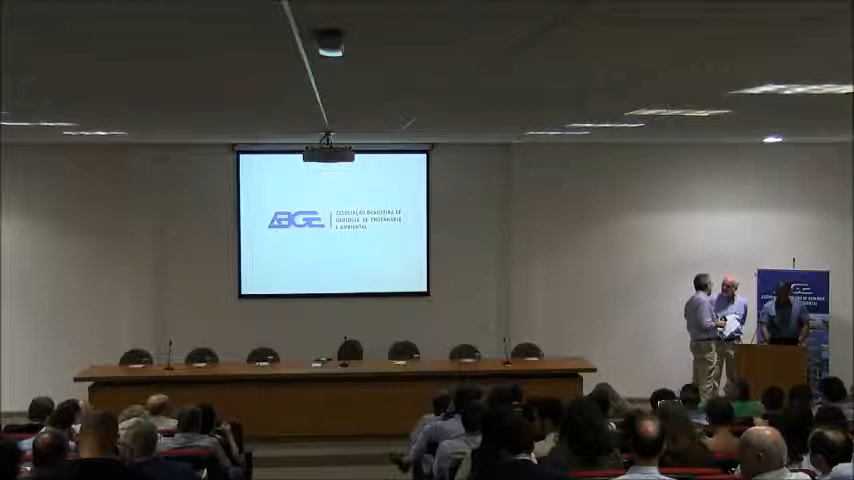 ABGE
ASSOCIAÇÃO BRASILEIRA DE
GEOLOGIA DE ENGENHARIA
E AMBIENTAL